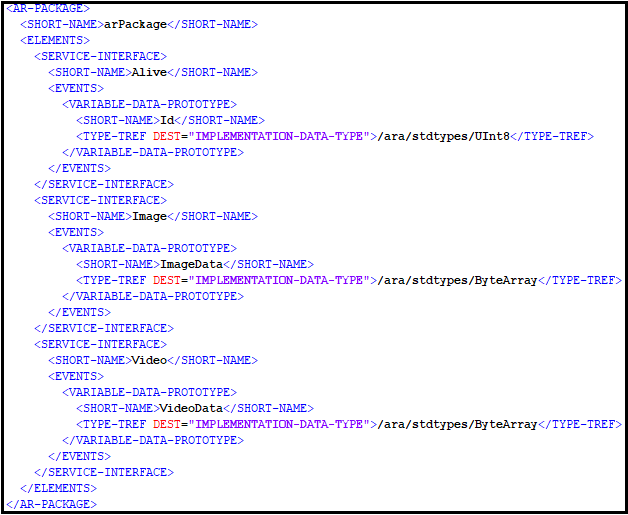 <AR-PACKAGE>
<SHORT-NAME>arPackage</SHORT-NAME>
<ELEMENTS>
<SERVICE-INTERFACE>
<SHORT-NAME>Alive</SHORT-NAME>
<EVENTS>
<VARIABLE-DATA-PROTOTYPE>
<SHORT-NAME>Id</SHORT-NAME>
<TYPE-TREF DEST="IMPLEMENTATION-DATA-TYPE">/ara/stdtypes/UInt8</TYPE-TREF>
</VARIABLE-DATA-PROTOTYPE>
</EVENTS>
</SERVICE-INTERFACE>
<SERVICE-INTERFACE>
<SHORT-NAME>Image</SHORT-NAME>
<EVENTS>
<VARIABLE-DATA-PROTOTYPE>
<SHORT-NAME>ImageData</SHORT-NAME>
<TYPE-TREF DEST="IMPLEMENTATION-DATA-TYPE">/ara/stdtypes/ByteArray</TYPE-TREF>
</VARIABLE-DATA-PROTOTYPE>
</EVENTS>
</SERVICE-INTERFACE>
<SERVICE-INTERFACE>
<SHORT-NAME>Video</SHORT-NAME>
<EVENTS>
<VARIABLE-DATA-PROTOTYPE>
<SHORT-NAME>VideoData</SHORT-NAME>
<TYPE-TREF DEST="IMPLEMENTATION-DATA-TYPE">/ara/stdtypes/ByteArray</TYPE-TREF>
</VARIABLE-DATA-PROTOTYPE>
</EVENTS>
</SERVICE-INTERFACE>
</ELEMENTS>
</AR-PACKAGE>